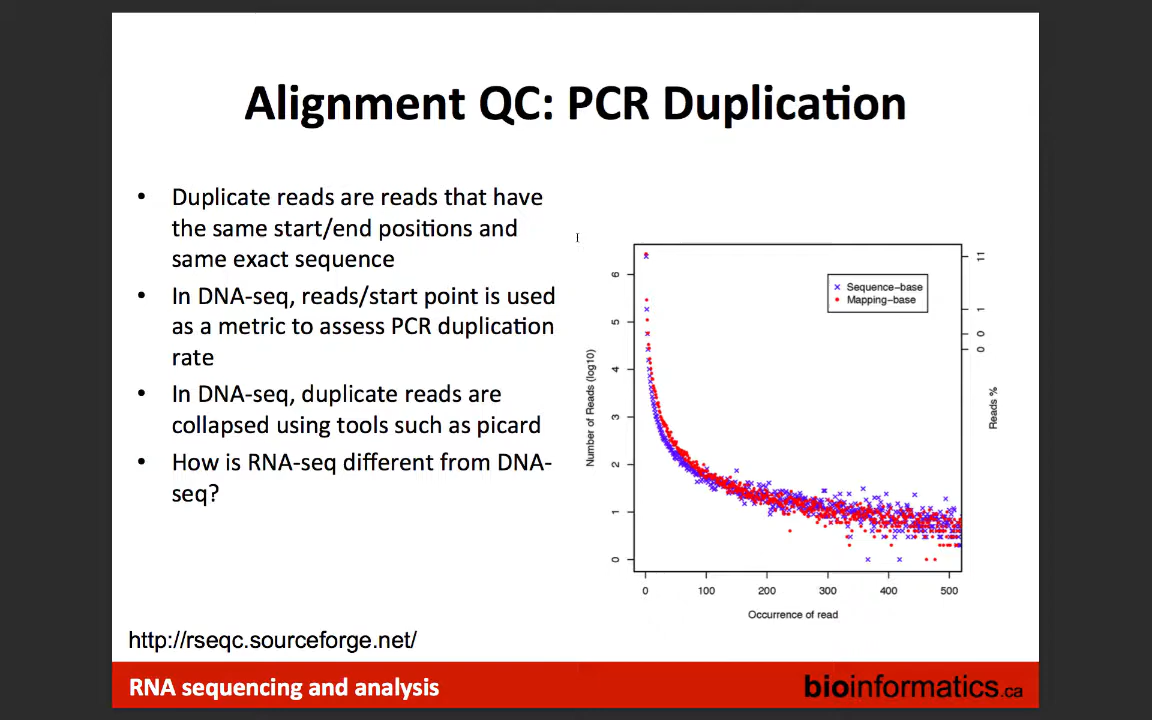 Alignment QC: PCR Duplication
• Duplicate reads are reads that have
the same start/end positions and
same exact sequence
• In DNA-seq, reads/start point is used
as a metric to assess PCR duplication
rate
• In DNA-seq, duplicate reads are
collapsed using tools such as picard
• How is RNA-seq different from DNA-
seq?
Sequence-base
Mapping-base
Number of Reads (log10)
6
5
4
3
2
1
0
11
1
0
0
Reads %
0 100 200 300 400 500
Occurrence of read
http://rseqc.sourceforge.net/
RNA sequencing and analysis
bioinformatics.ca